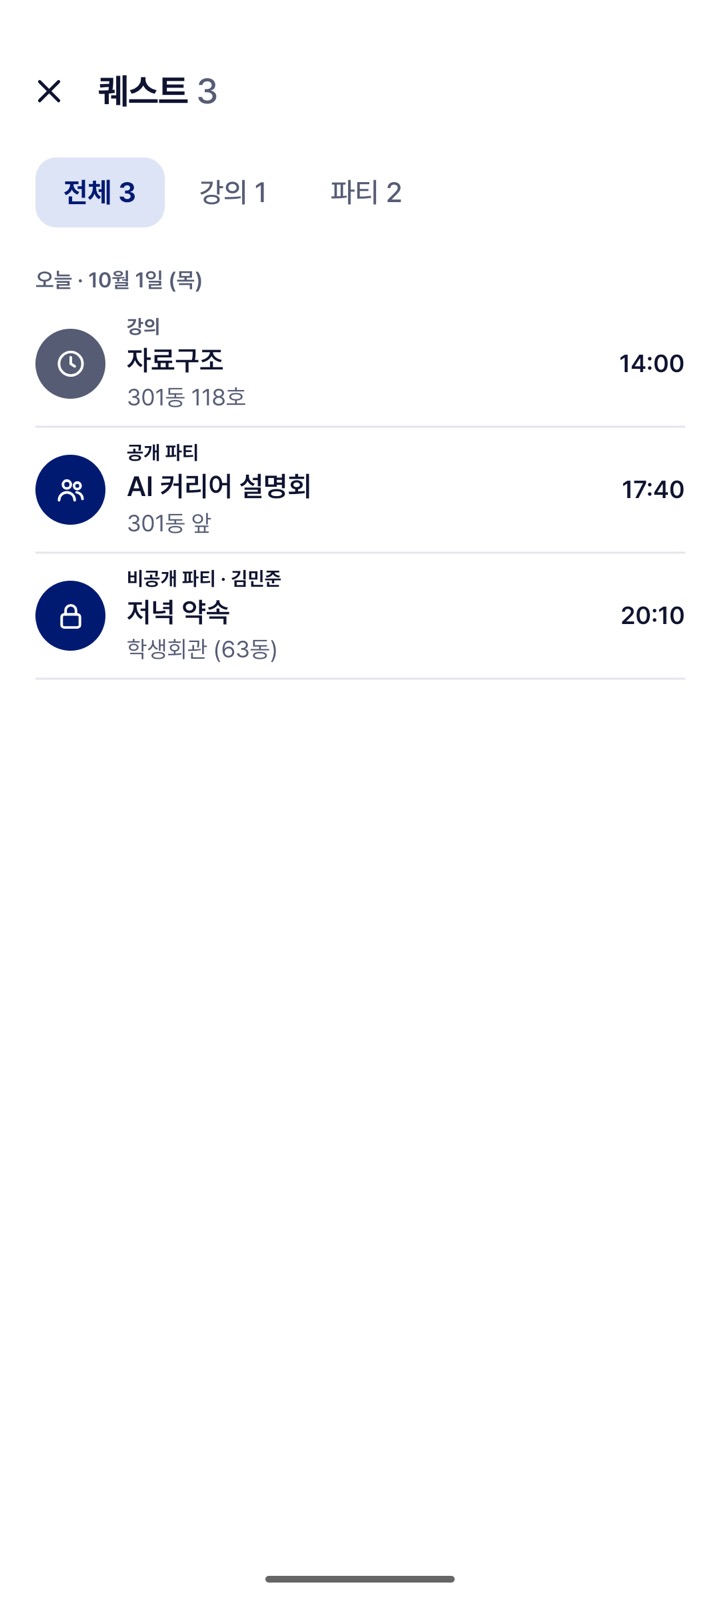 퀘스트 3
전체 3 강의 1 파티 2
오늘 · 10월 1일 (목)
강의
자료구조
301동 118호
14:00
공개 파티
AI 커리어 설명회
301동 앞
17:40
비공개 파티 · 김민준
저녁 약속
학생회관 (63동)
20:10